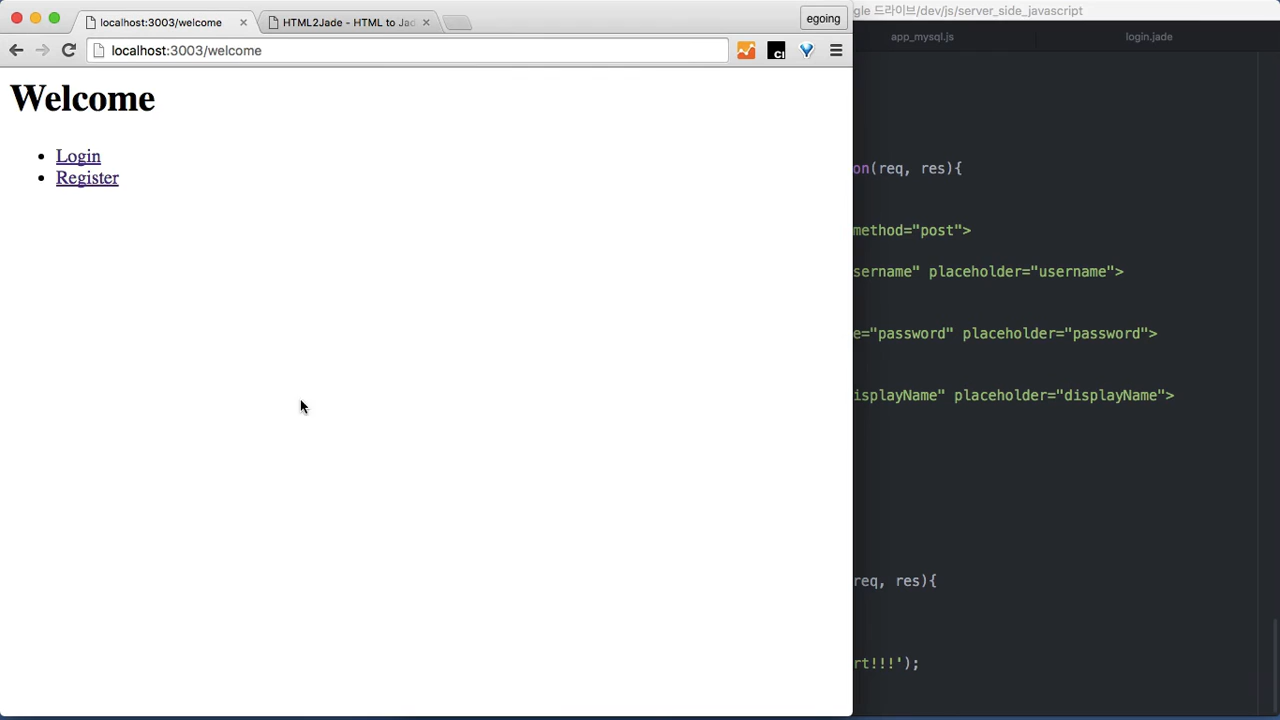 localhost:3003/welcome
HTML2Jade - HTML to Jad
egoing
gle 드라이브/dev/js/server_side_javascript
app_mysql.js
login.jade
localhost:3003/welcome
Welcome
Login
Register
on(req, res){
method="post">
sername" placeholder="username">
e="password" placeholder="password">
isplayName" placeholder="displayName">
req, res){
rt!!!');